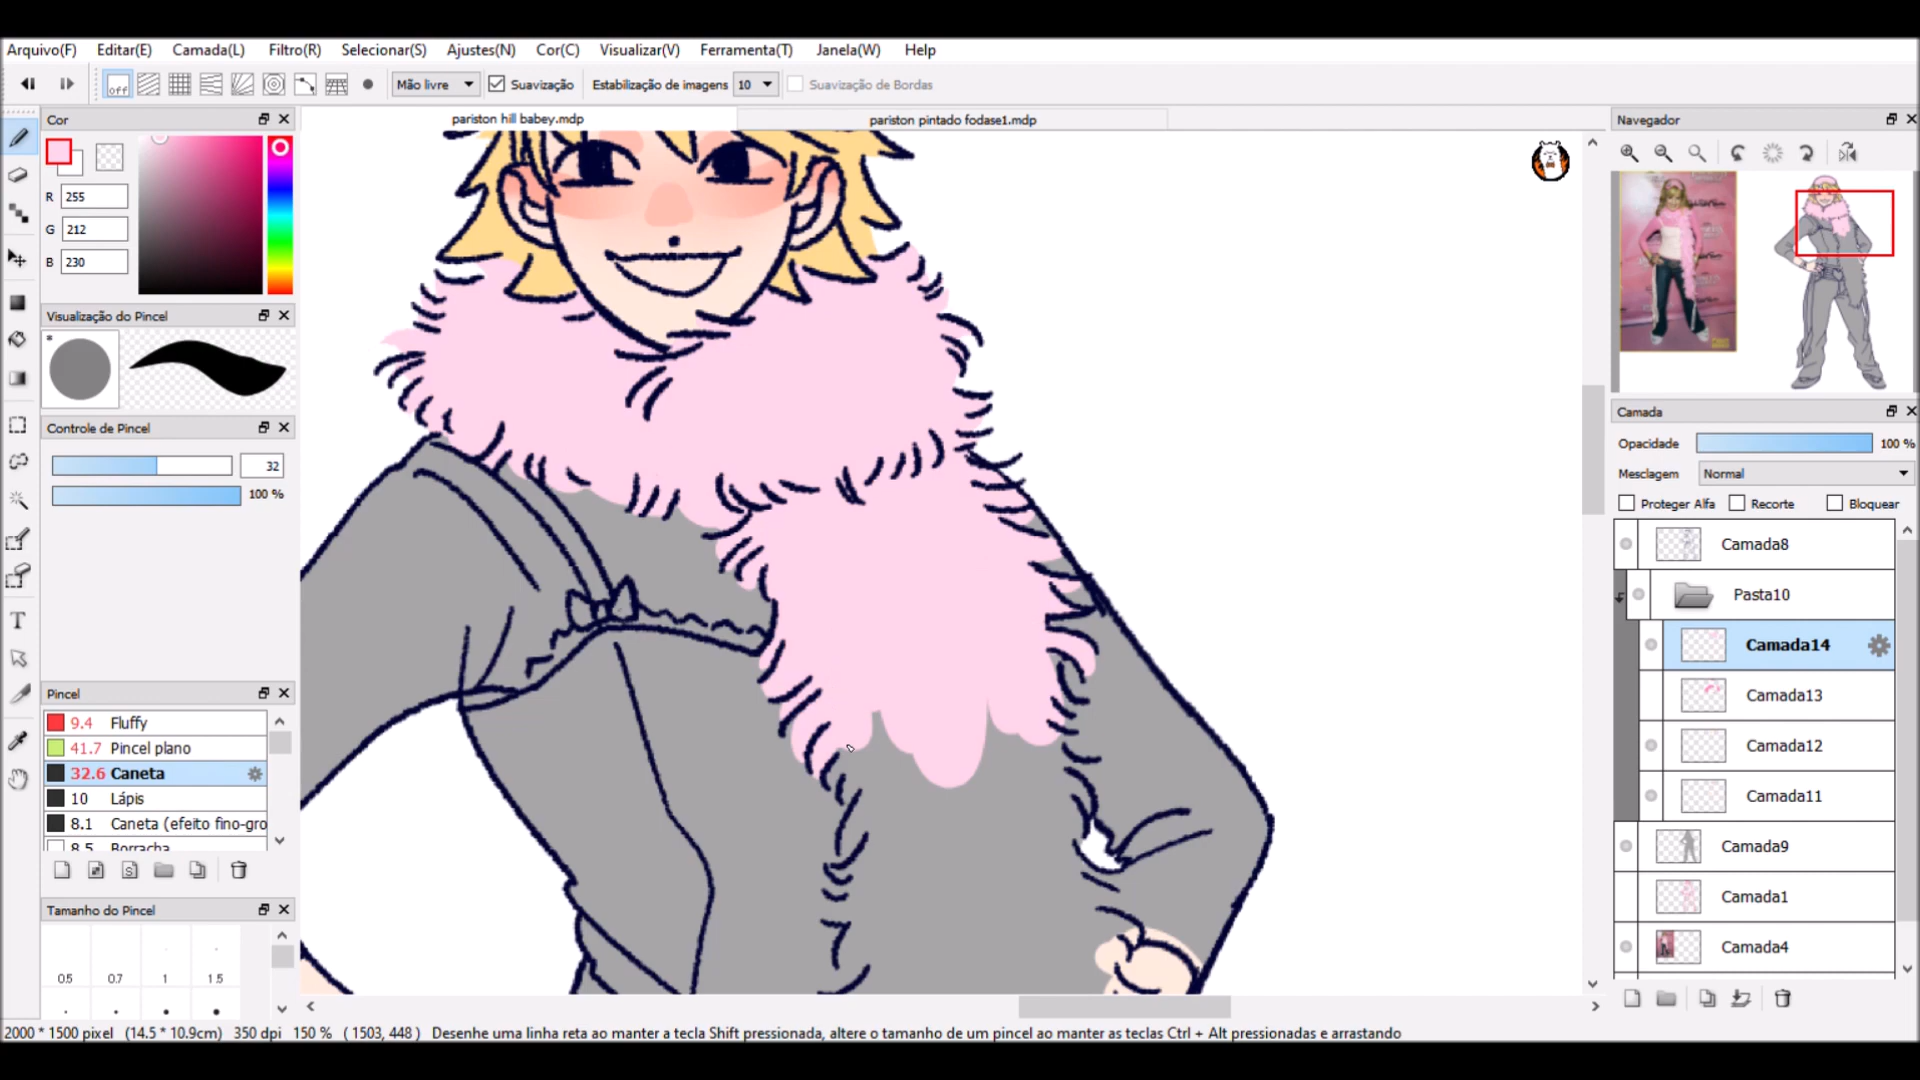 Arquivo(F) Editar(E) Camada(L) Filtro(R) Selecionar(S) Ajustes(N) Cor(C) Visualizar(V) Ferramenta(T) Janela(W) Help
off Mão livre Suavização Estabilização de imagens 10 Suavização de Bordas
Cor
pariston hill babey.mdp
pariston pintado fodase1.mdp
Navegador
R 255
G 212
B 230
Visualização do Pincel
*
Controle de Pincel
32
100 %
Camada
Opacidade 100 %
Mesclagem Normal
Proteger Alfa Recorte Bloquear
Camada8
Pasta10
Camada14
Camada13
Camada12
Camada11
Camada9
Camada1
Camada4
Pincel
9.4 Fluffy
41.7 Pincel plano
32.6 Caneta
10 Lápis
8.1 Caneta (efeito fino-gro
8.5 Borracha
Tamanho do Pincel
0.5 0.7 1 1.5
2000 * 1500 pixel (14.5 * 10.9cm) 350 dpi 150 % ( 1503, 448 ) Desenhe uma linha reta ao manter a tecla Shift pressionada, altere o tamanho de um pincel ao manter as teclas Ctrl + Alt pressionadas e arrastando